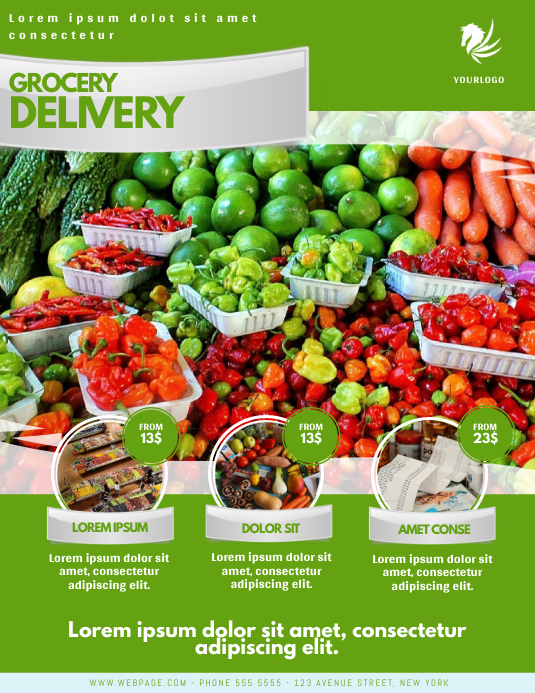 Lorem ipsum dolot sit amet
consectetur
YOURLOGO
GROCERY
DELIVERY
FROM
13$
FROM
13$
FROM
23$
LOREM IPSUM
DOLOR SIT
AMET CONSE
Lorem ipsum dolor sit
amet, consectetur
adipiscing elit.
Lorem ipsum dolor sit
amet, consectetur
adipiscing elit.
Lorem ipsum dolor sit
amet, consectetur
adipiscing elit.
Lorem ipsum dolor sit amet, consectetur
adipiscing elit.
WWW.WEBPAGE.COM - PHONE 555 5555 - 123 AVENUE STREET, NEW YORK